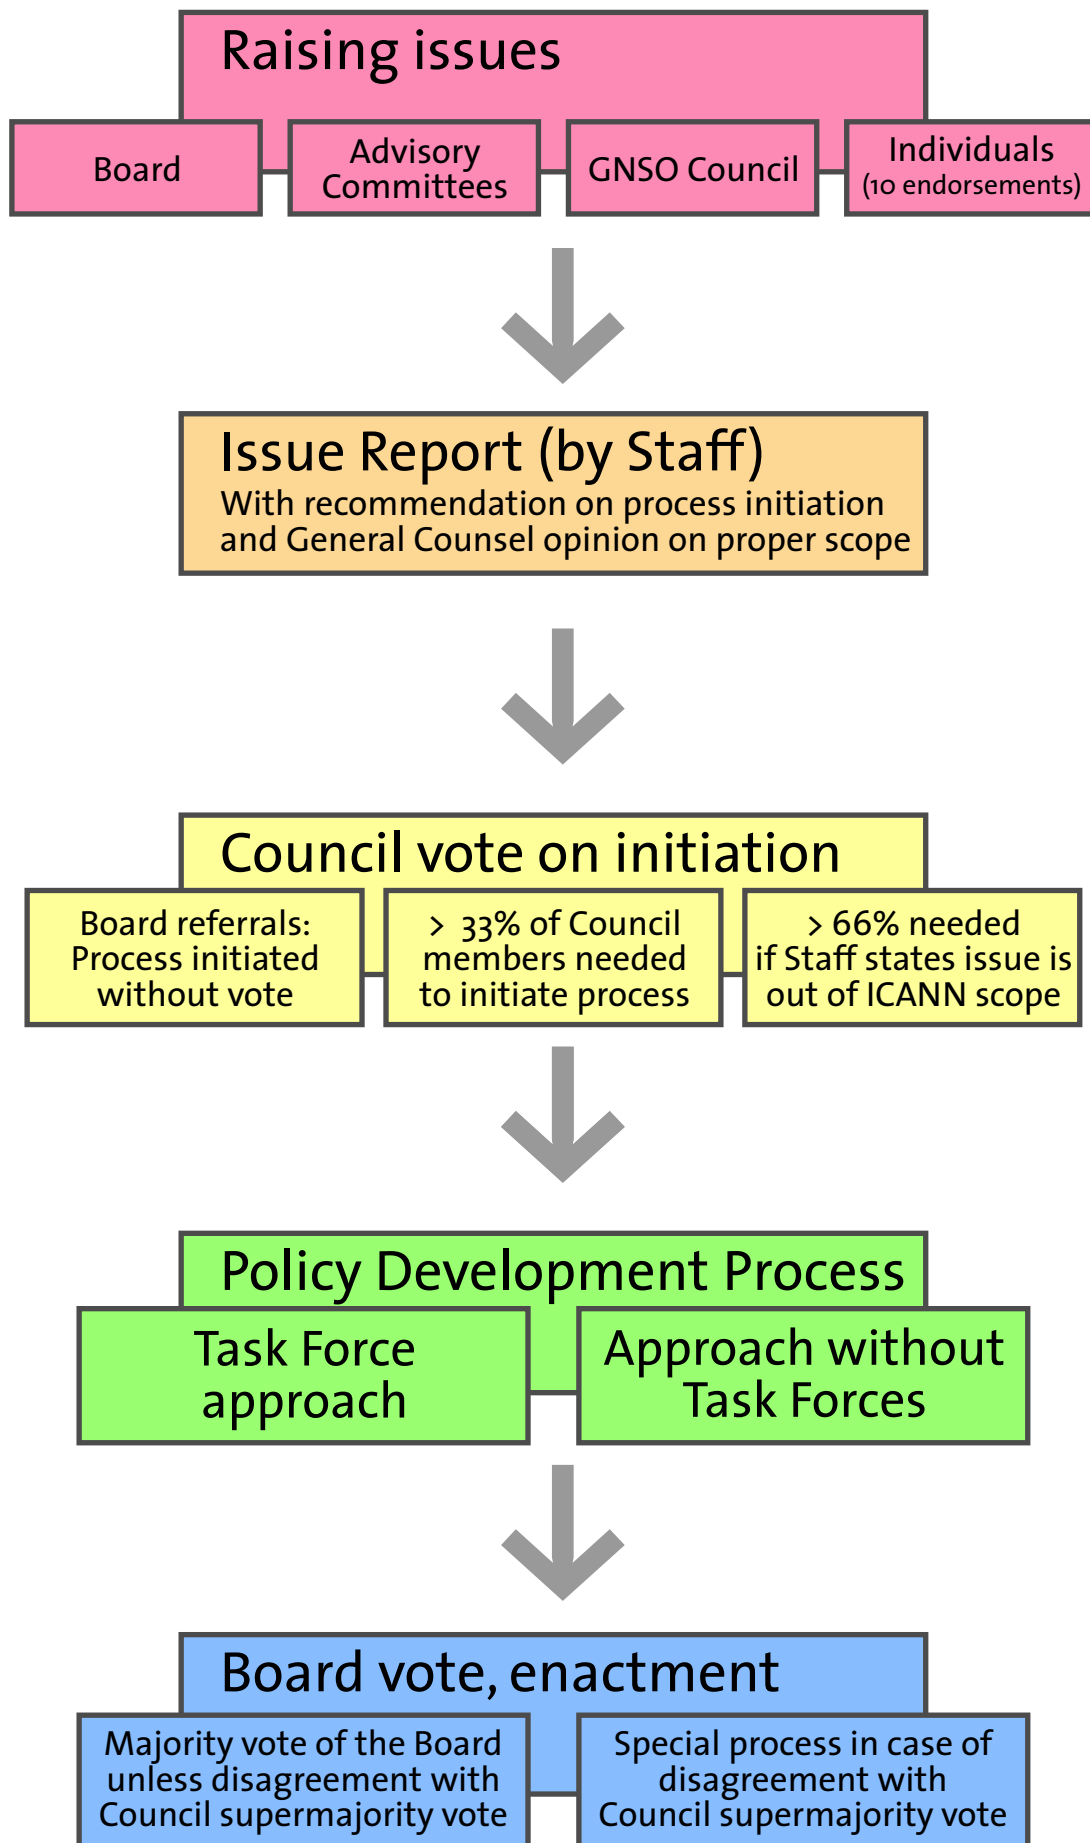 Raising issues
Board
Advisory
Committees
GNSO Council
Individuals
(10 endorsements)
Issue Report (by Staff)
With recommendation on process initiation
and General Counsel opinion on proper scope
Council vote on initiation
Board referrals:
Process initiated
without vote
> 33% of Council
members needed
to initiate process
> 66% needed
if Staff states issue is
out of ICANN scope
Policy Development Process
Task Force
approach
Approach without
Task Forces
Board vote, enactment
Majority vote of the Board
unless disagreement with
Council supermajority vote
Special process in case of
disagreement with
Council supermajority vote